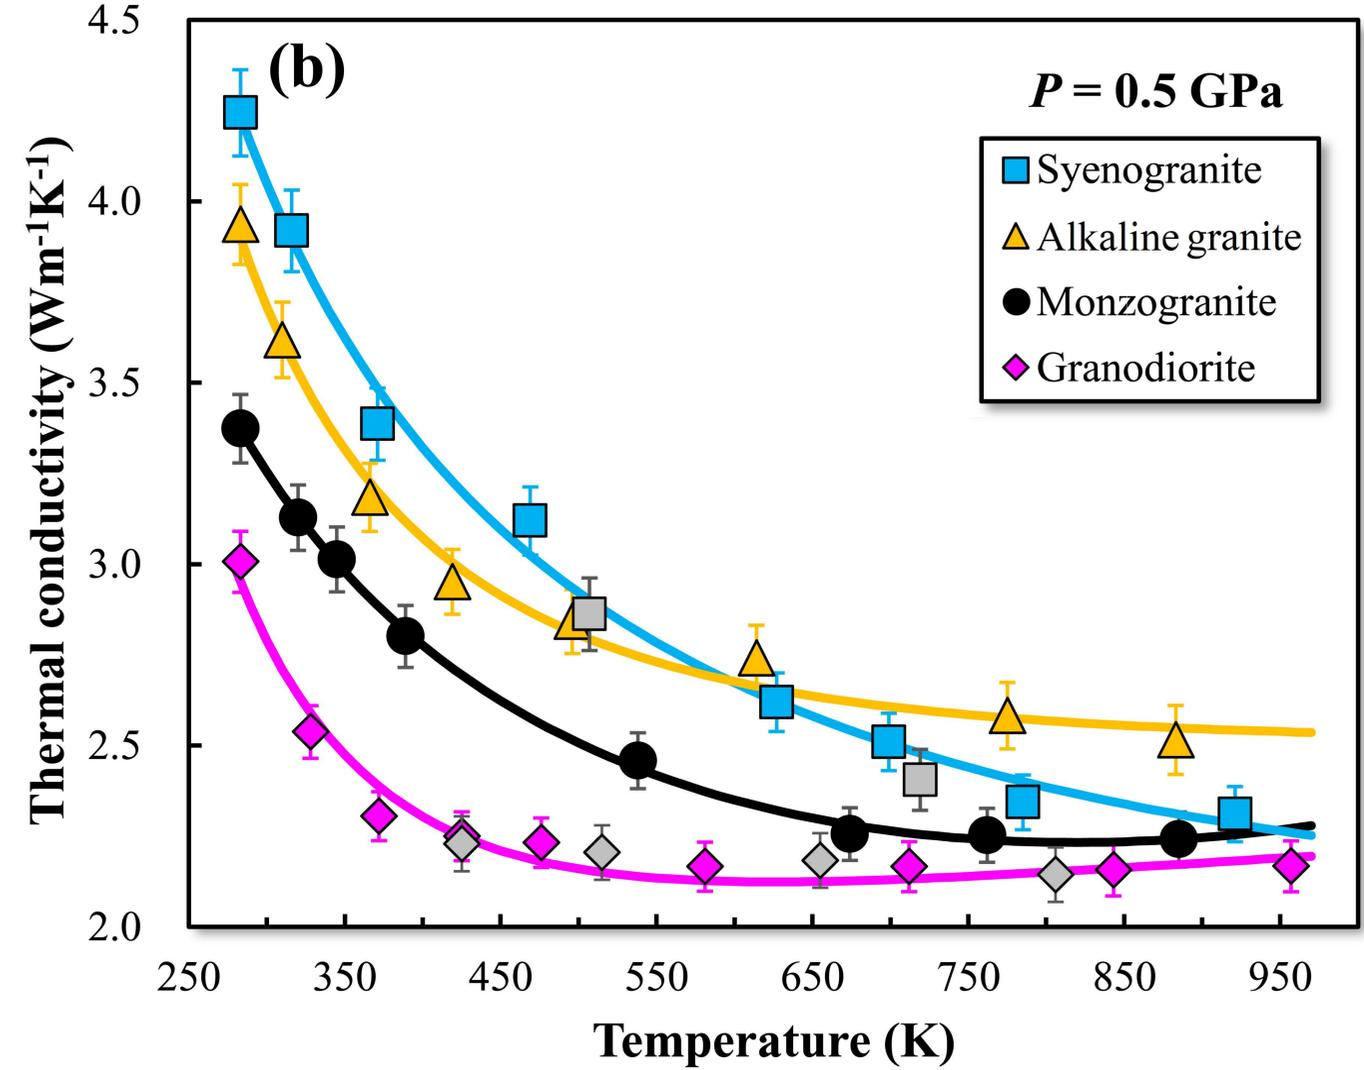 (b)
P = 0.5 GPa
Syenogranite
Alkaline granite
Monzogranite
Granodiorite
Thermal conductivity (Wm⁻¹K⁻¹)
4.5
4.0
3.5
3.0
2.5
2.0
250 350 450 550 650 750 850 950
Temperature (K)